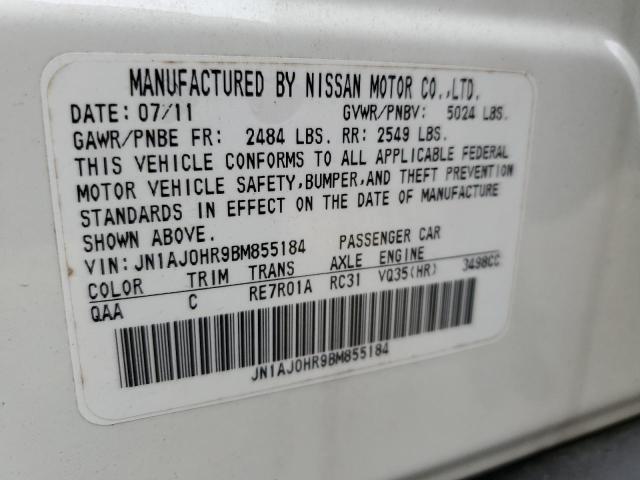 MANUFACTURED BY NISSAN MOTOR CO.,LTD.
DATE: 07/11 GVWR/PNBV: 5024 LBS.
GAWR/PNBE FR: 2484 LBS. RR: 2549 LBS.
THIS VEHICLE CONFORMS TO ALL APPLICABLE FEDERAL
MOTOR VEHICLE SAFETY,BUMPER,AND THEFT PREVENTION
STANDARDS IN EFFECT ON THE DATE OF MANUFACTURE
SHOWN ABOVE.
VIN: JN1AJ0HR9BM855184 PASSENGER CAR
COLOR TRIM TRANS AXLE ENGINE
QAA C RE7R01A RC31 VQ35(HR) 3498CC
JN1AJ0HR9BM855184